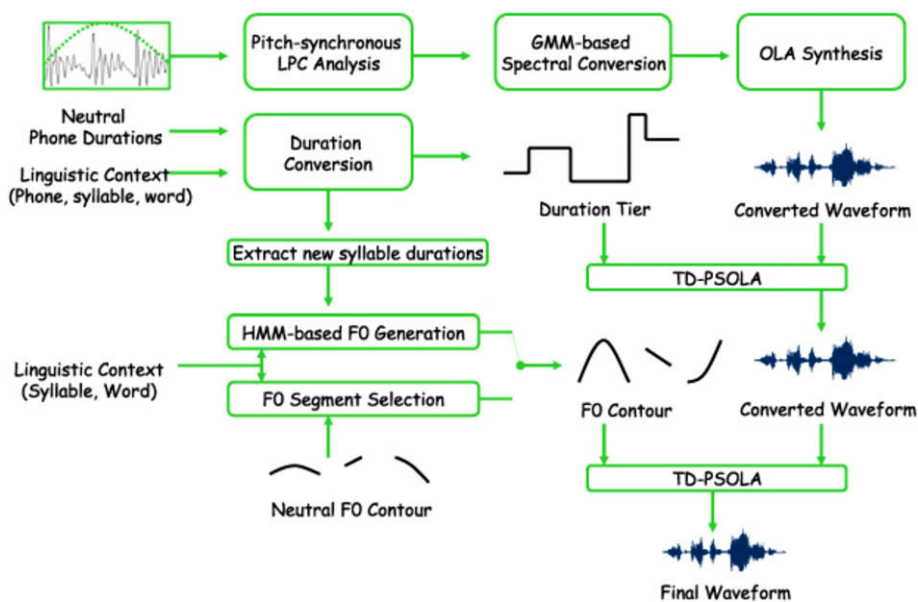 Pitch-synchronous
LPC Analysis
GMM-based
Spectral Conversion
OLA Synthesis
Neutral
Phone Durations
Linguistic Context
(Phone, syllable, word)
Duration
Conversion
Duration Tier
Converted Waveform
Extract new syllable durations
TD-PSOLA
HMM-based F0 Generation
Linguistic Context
(Syllable, Word)
F0 Segment Selection
F0 Contour
Converted Waveform
Neutral F0 Contour
TD-PSOLA
Final Waveform